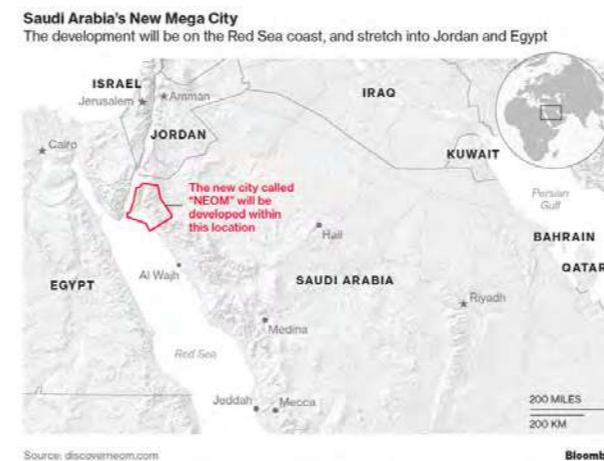 Saudi Arabia's New Mega City
The development will be on the Red Sea coast, and stretch into Jordan and Egypt
ISRAEL
Jerusalem
Amman
IRAQ
Cairo
JORDAN
KUWAIT
The new city called
"NEOM" will be
developed within
this location
Persian
Gulf
Hail
BAHRAIN
Al Wajh
QATAR
EGYPT
SAUDI ARABIA
Riyadh
Medina
Red Sea
Jeddah
Mecca
200 MILES
200 KM
Source: discoverneom.com
Bloomb